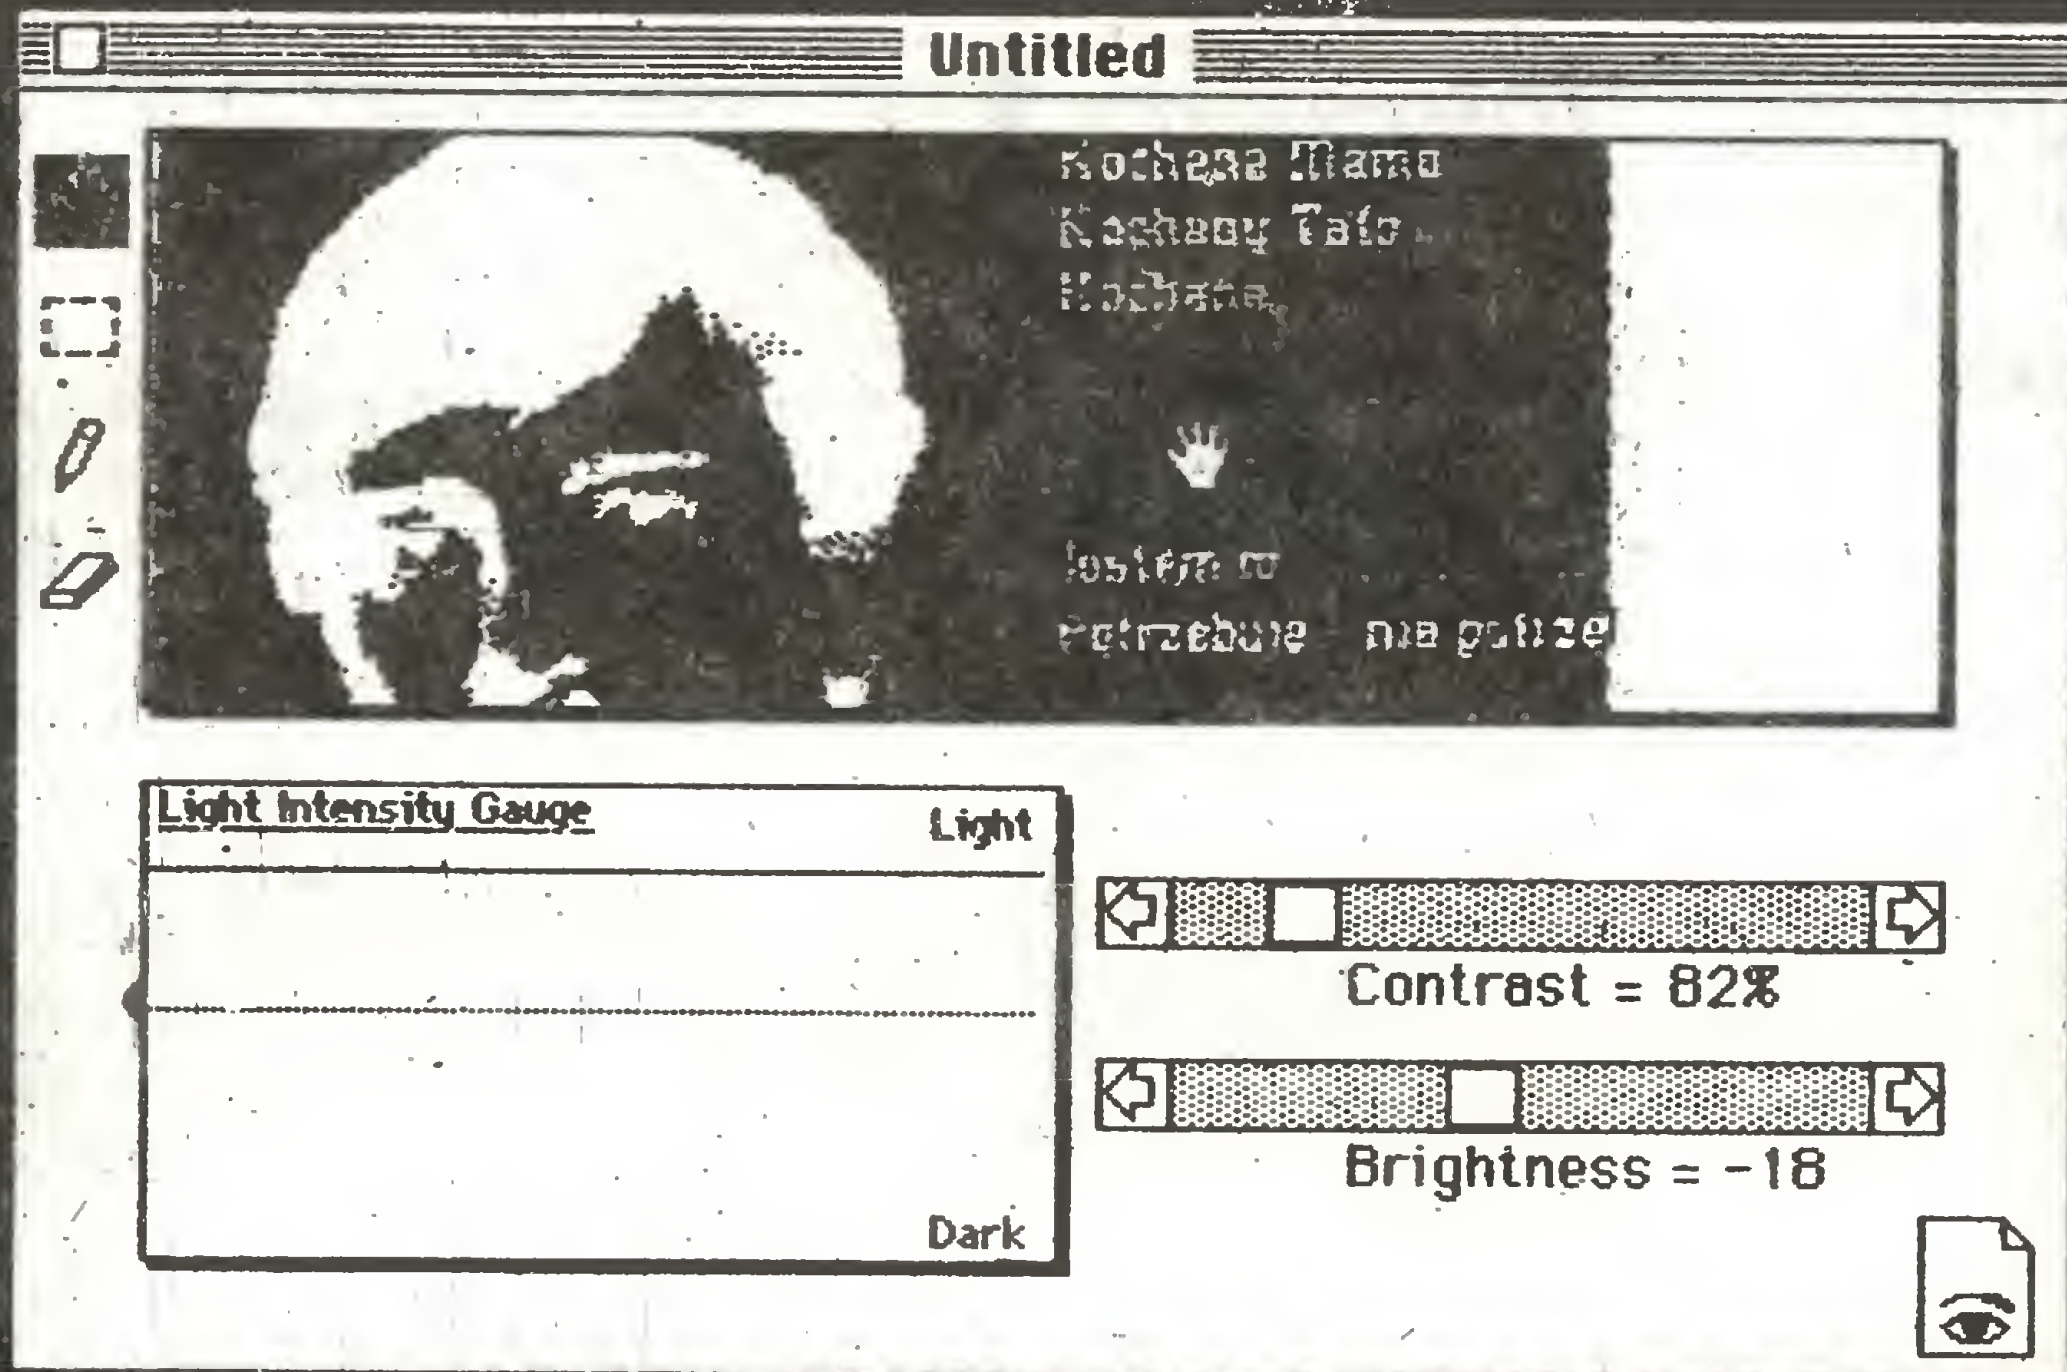 Untitled
Kochana Mama
Kochany Tato
Kochana
Light Intensity Gauge
Light
Contrast = 82%
Brightness = -18
Dark